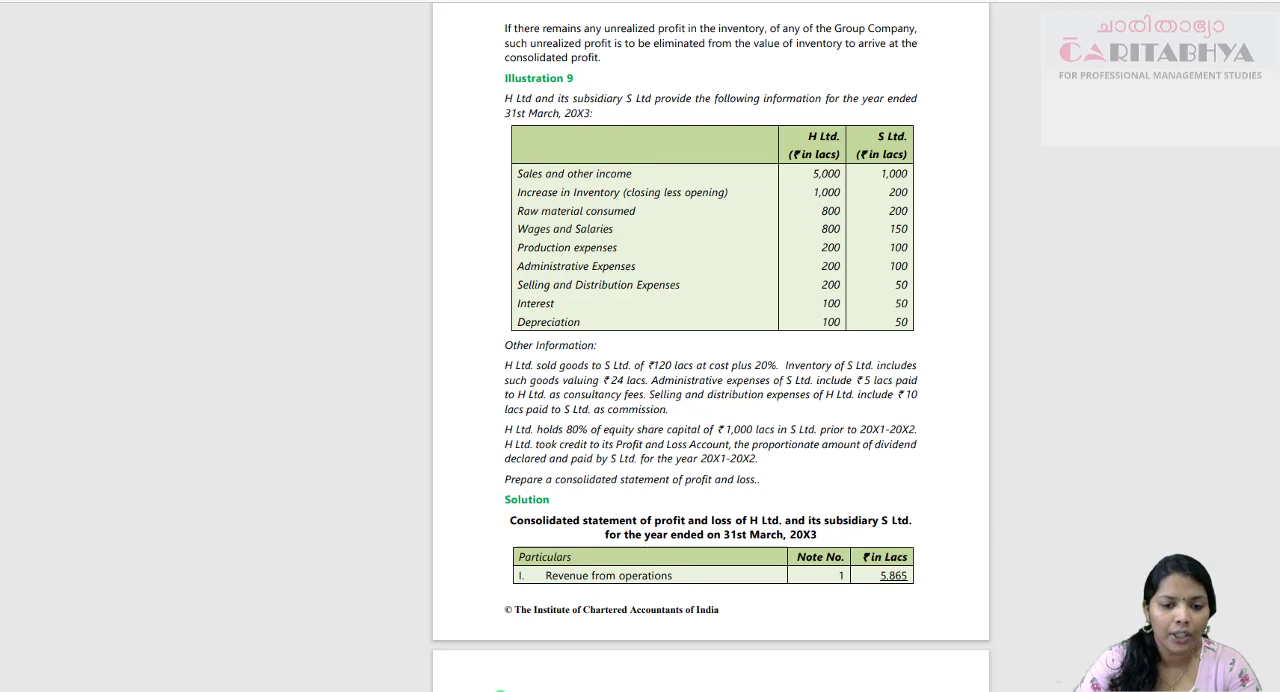 If there remains any unrealized profit in the inventory, of any of the Group Company,
such unrealized profit is to be eliminated from the value of inventory to arrive at the
consolidated profit.
ചാരിതാഭ്യാ
CARITABHYA
FOR PROFESSIONAL MANAGEMENT STUDIES
Illustration 9
H Ltd and its subsidiary S Ltd provide the following information for the year ended
31st March, 20X3:
H Ltd. S Ltd.
(₹ in lacs) (₹ in lacs)
Sales and other income 5,000 1,000
Increase in Inventory (closing less opening) 1,000 200
Raw material consumed 800 200
Wages and Salaries 800 150
Production expenses 200 100
Administrative Expenses 200 100
Selling and Distribution Expenses 200 50
Interest 100 50
Depreciation 100 50
Other Information:
H Ltd. sold goods to S Ltd. of ₹120 lacs at cost plus 20%. Inventory of S Ltd. includes
such goods valuing ₹ 24 lacs. Administrative expenses of S Ltd. include ₹ 5 lacs paid
to H Ltd. as consultancy fees. Selling and distribution expenses of H Ltd. include ₹ 10
lacs paid to S Ltd. as commission.
H Ltd. holds 80% of equity share capital of ₹ 1,000 lacs in S Ltd. prior to 20X1-20X2.
H Ltd. took credit to its Profit and Loss Account, the proportionate amount of dividend
declared and paid by S Ltd. for the year 20X1-20X2.
Prepare a consolidated statement of profit and loss..
Solution
Consolidated statement of profit and loss of H Ltd. and its subsidiary S Ltd.
for the year ended on 31st March, 20X3
Particulars Note No. ₹ in Lacs
I. Revenue from operations 1 5,865
© The Institute of Chartered Accountants of India